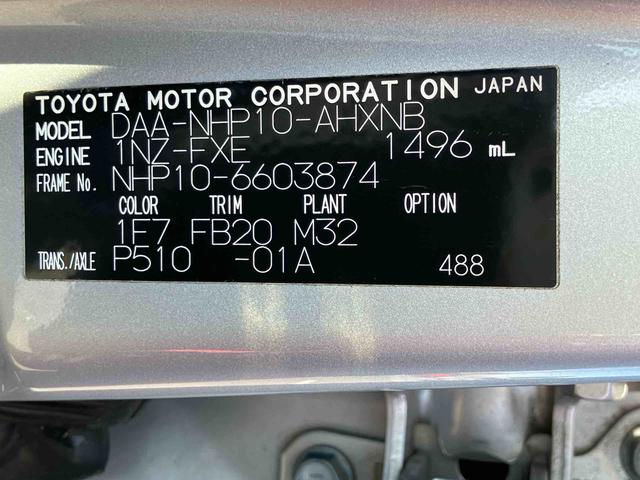 TOYOTA MOTOR CORPORATION JAPAN
MODEL DAA-NHP10-AHXNB
ENGINE 1NZ-FXE 1496 mL
FRAME No. NHP10-6603874
COLOR TRIM PLANT OPTION
1F7 FB20 M32
TRANS./AXLE P510 -01A 488